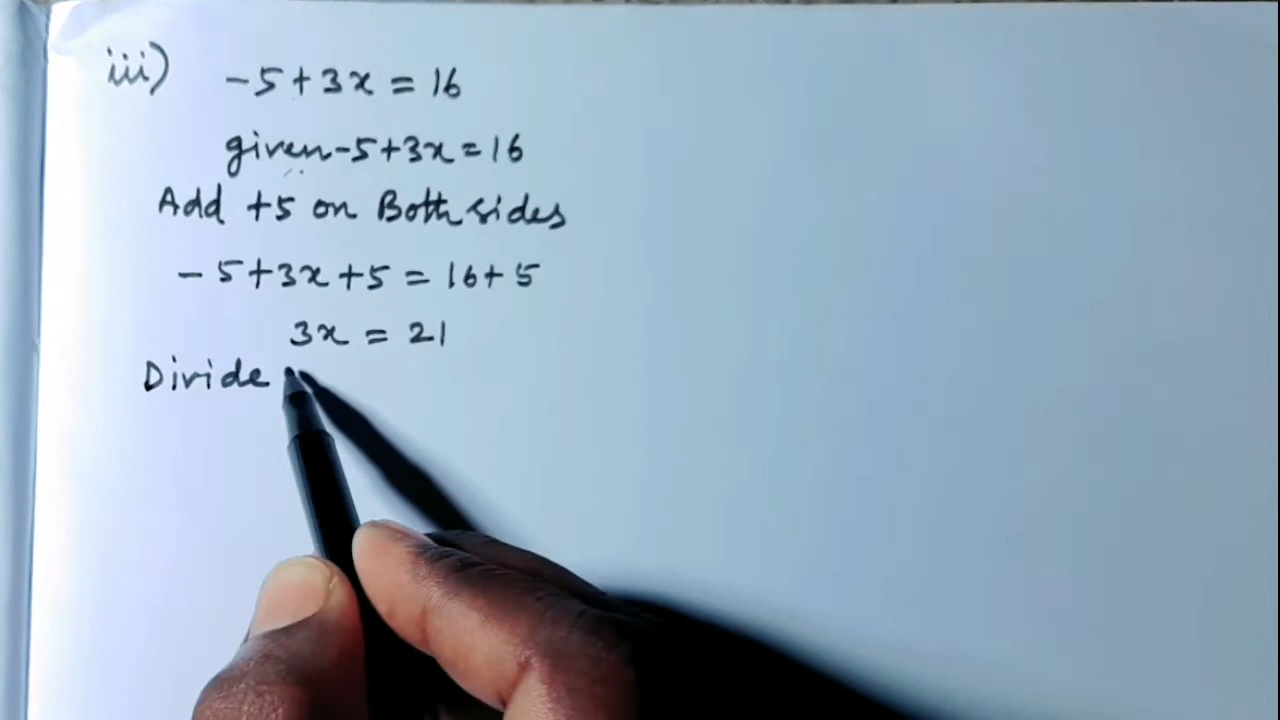 iii) -5+3x = 16
given -5+3x = 16
Add +5 on Both sides
-5+3x+5 = 16+5
3x = 21
Divide